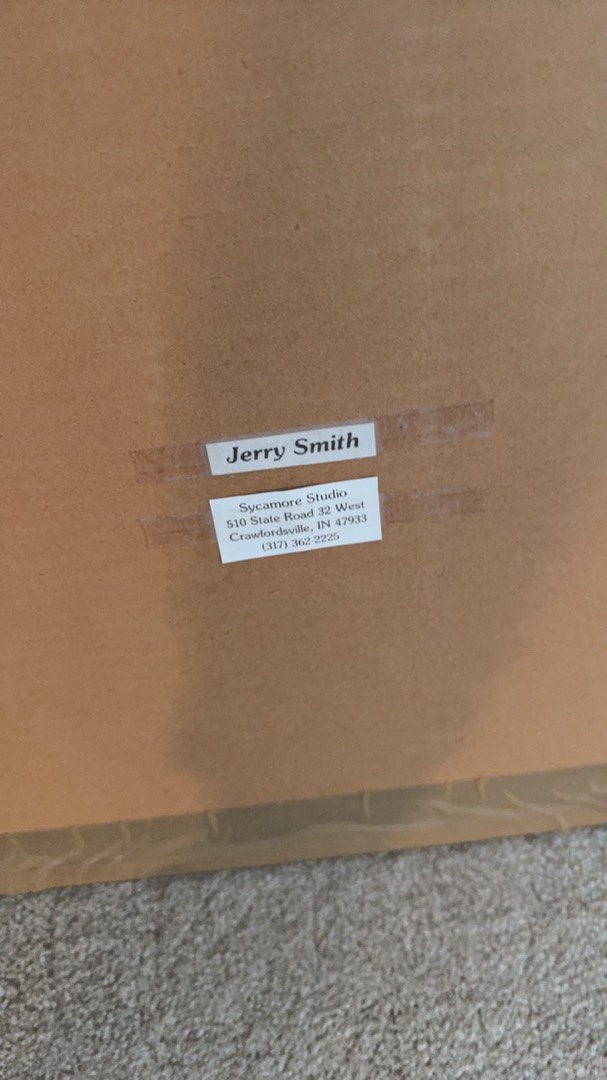 Jerry Smith
Sycamore Studio
510 State Road 32 West
Crawfordsville, IN 47933
(317) 362-2225